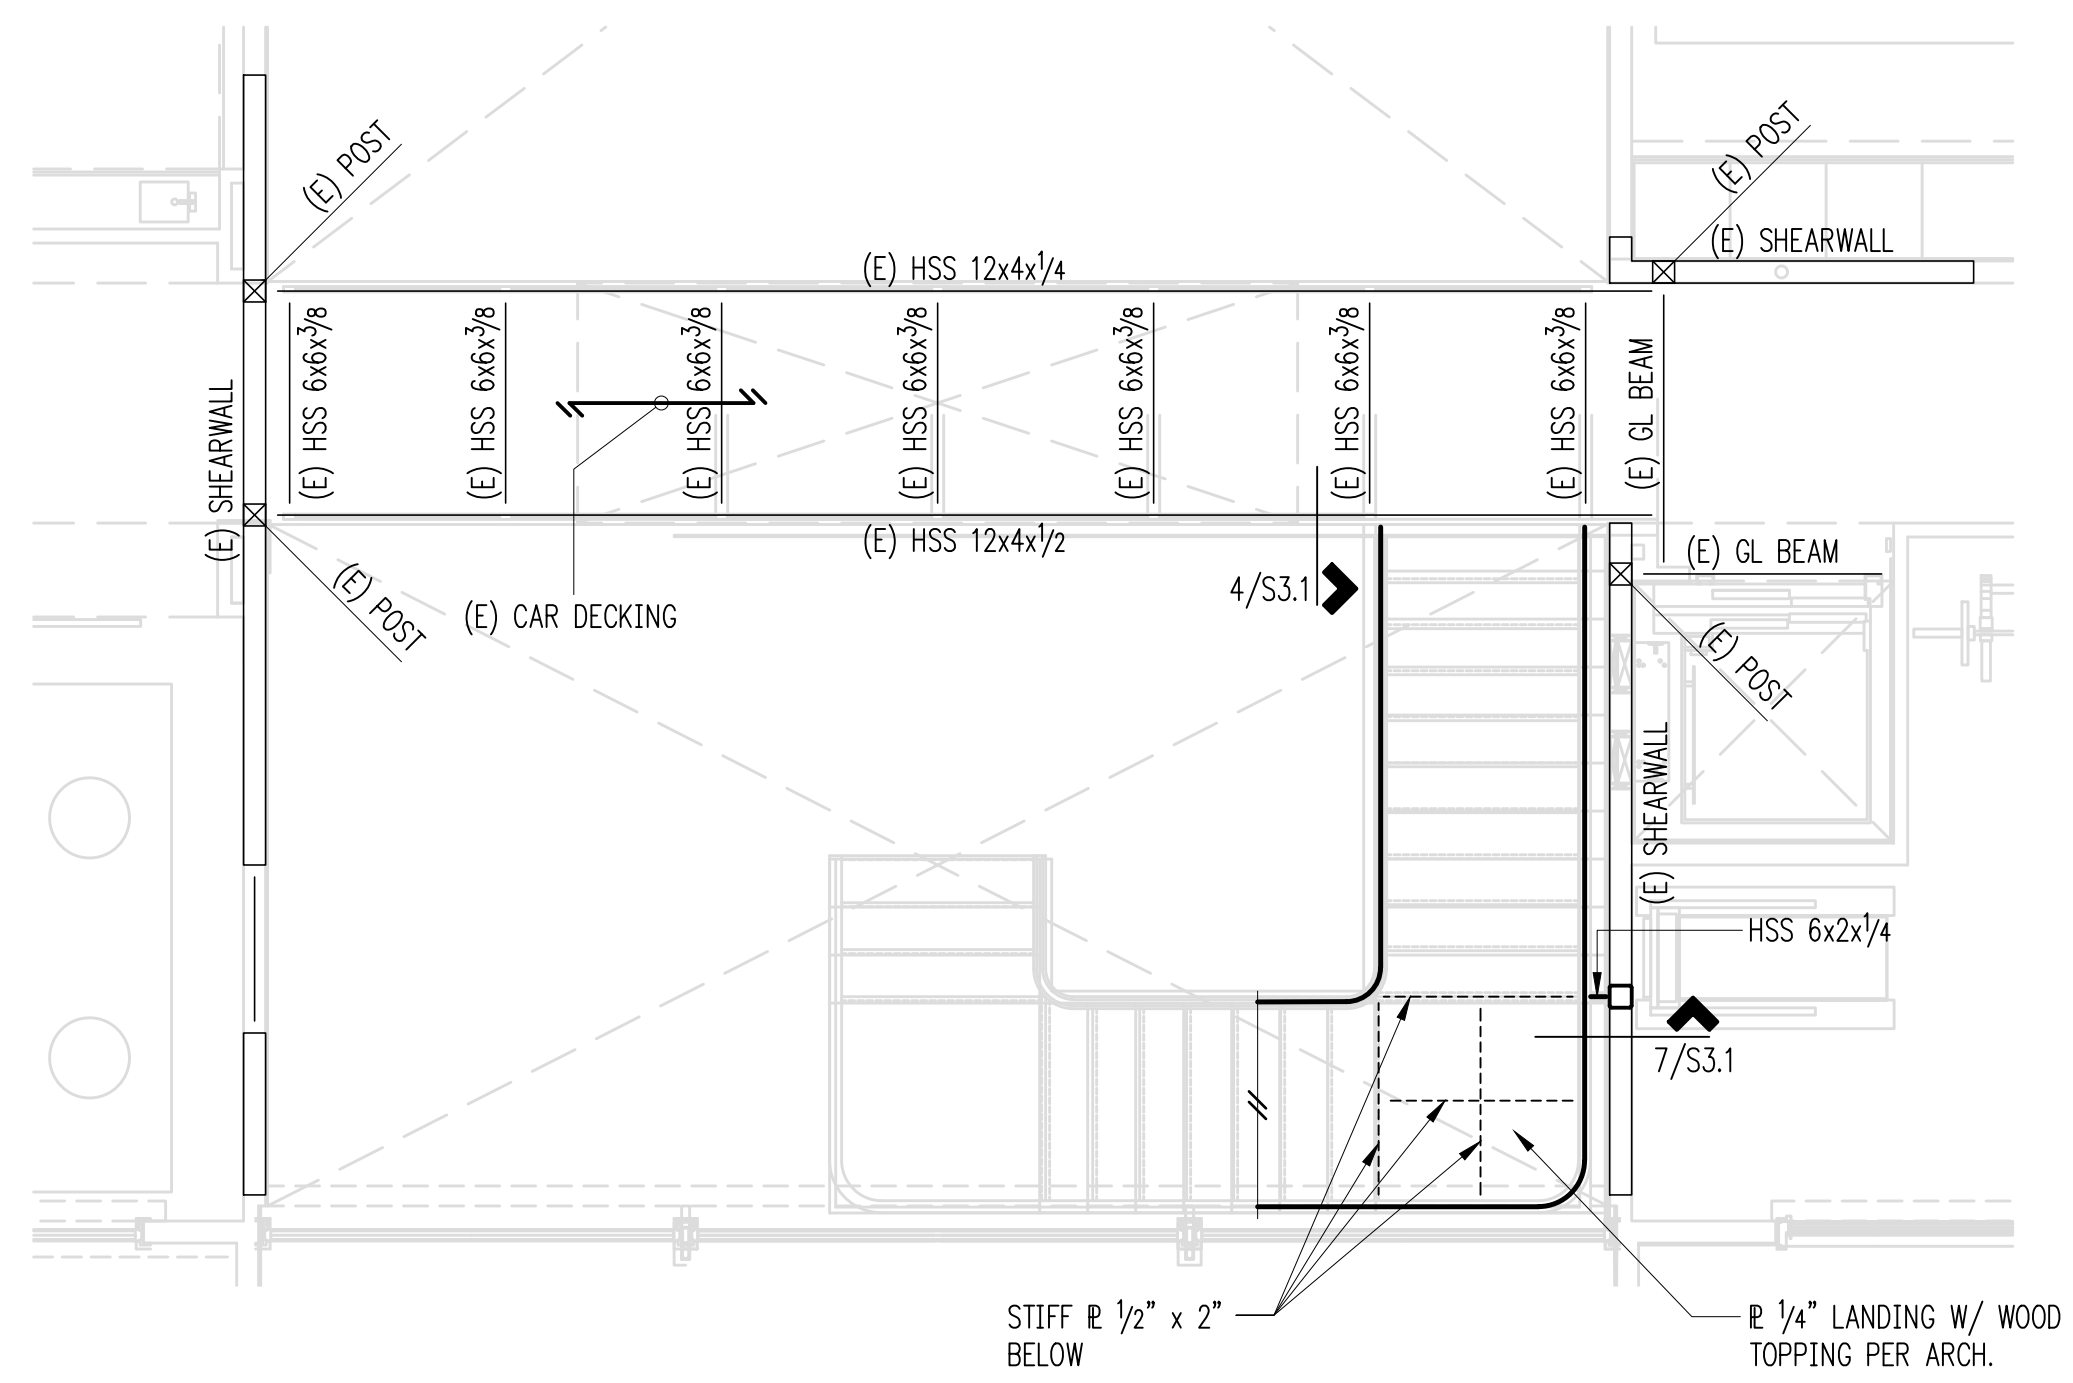 (E) POST
(E) POST
(E) SHEARWALL
(E) HSS 12x4x1/4
(E) HSS 6x6x3/8
(E) HSS 6x6x3/8
(E) HSS 6x6x3/8
(E) HSS 6x6x3/8
(E) HSS 6x6x3/8
(E) HSS 6x6x3/8
(E) HSS 6x6x3/8
(E) GL BEAM
(E) SHEARWALL
(E) HSS 12x4x1/2
(E) GL BEAM
4/S3.1
(E) CAR DECKING
(E) POST
(E) POST
(E) SHEARWALL
HSS 6x2x1/4
7/S3.1
STIFF ⅊ 1/2" x 2"
BELOW
⅊ 1/4" LANDING W/ WOOD
TOPPING PER ARCH.